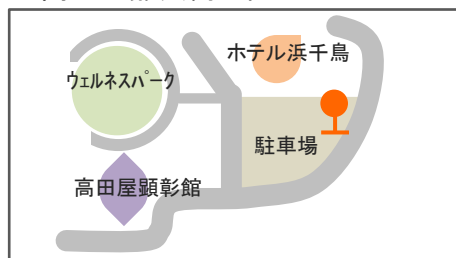 ホテル浜千鳥
ウェルネスパーク
駐車場
高田屋顕彰館